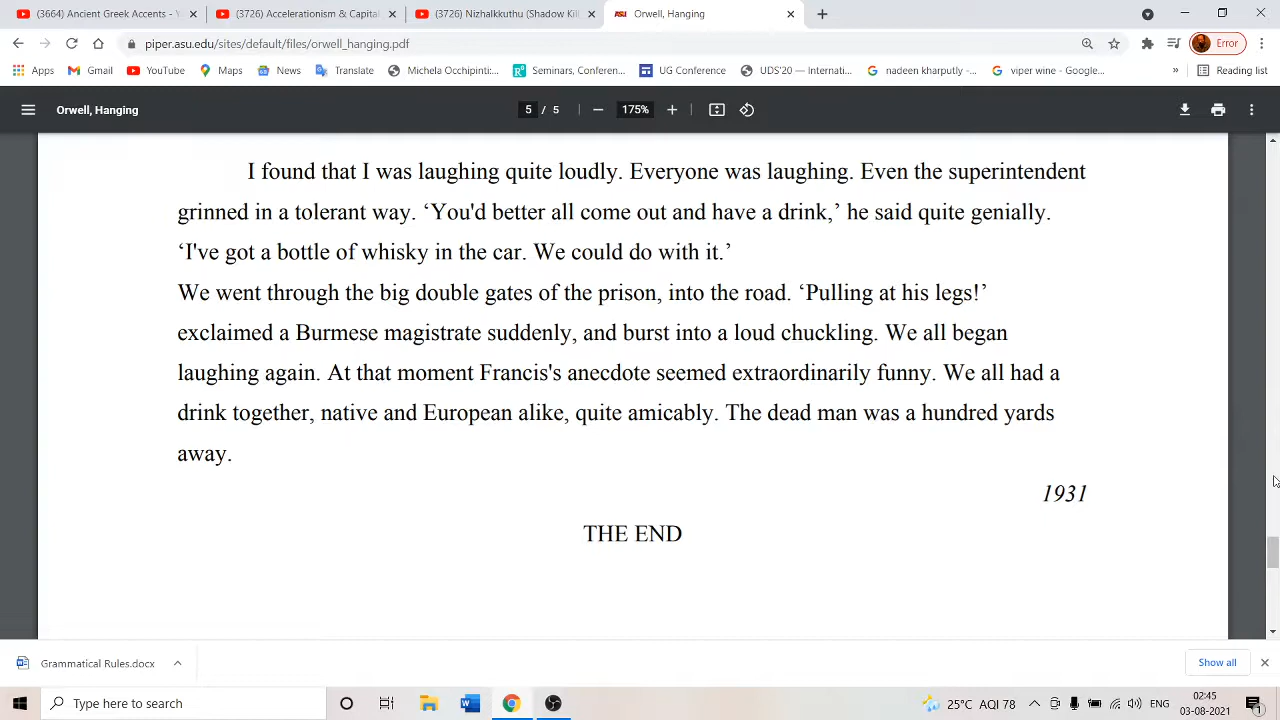 (3664) Ancient Greek Accents -
(3726) Accelerationism & Capital
(3726) Nizhalkkuthu (Shadow Kil
ASU Orwell, Hanging
piper.asu.edu/sites/default/files/orwell_hanging.pdf
Error
Apps Gmail YouTube Maps News Translate Michela Occhipinti:... Seminars, Conferen... UG Conference UDS'20 — Internati... nadeen kharputly -... viper wine - Google... » Reading list
Orwell, Hanging
5 / 5
175%
I found that I was laughing quite loudly. Everyone was laughing. Even the superintendent
grinned in a tolerant way. ‘You'd better all come out and have a drink,’ he said quite genially.
‘I've got a bottle of whisky in the car. We could do with it.’
We went through the big double gates of the prison, into the road. ‘Pulling at his legs!’
exclaimed a Burmese magistrate suddenly, and burst into a loud chuckling. We all began
laughing again. At that moment Francis's anecdote seemed extraordinarily funny. We all had a
drink together, native and European alike, quite amicably. The dead man was a hundred yards
away.
1931
THE END
Grammatical Rules.docx
Show all
Type here to search
25°C AQI 78
ENG
02:45
03-08-2021
1